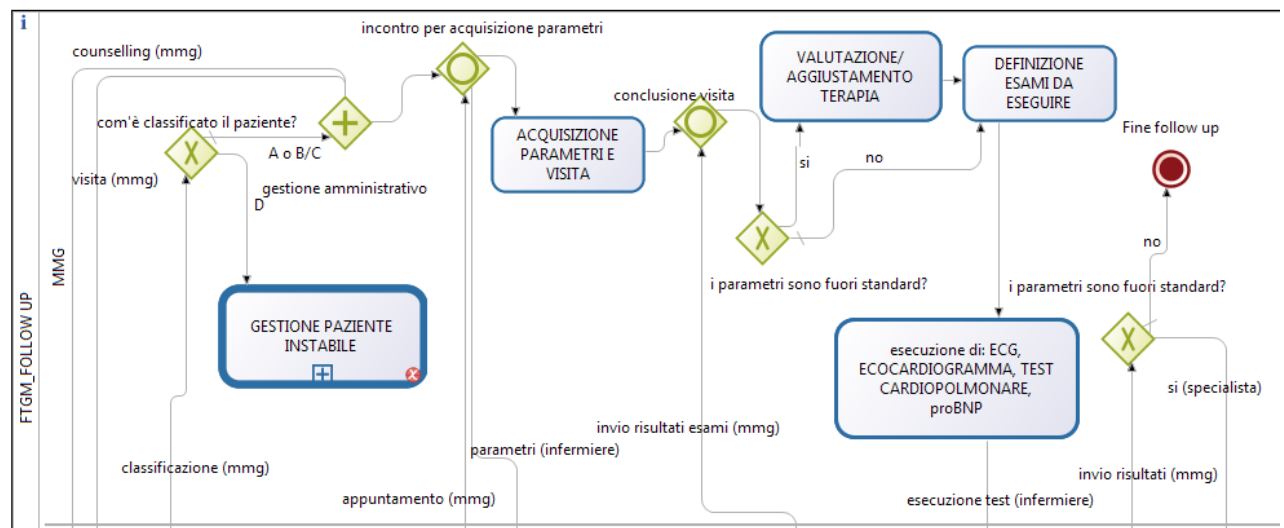 i
incontro per acquisizione parametri
counselling (mmg)
com'è classificato il paziente?
A o B/C
visita (mmg)
gestione amministrativo
D
GESTIONE PAZIENTE
INSTABILE
classificazione (mmg)
appuntamento (mmg)
parametri (infermiere)
ACQUISIZIONE
PARAMETRI E
VISITA
conclusione visita
VALUTAZIONE/
AGGIUSTAMENTO
TERAPIA
DEFINIZIONE
ESAMI DA
ESEGUIRE
si
no
i parametri sono fuori standard?
invio risultati esami (mmg)
esecuzione di: ECG,
ECOCARDIOGRAMMA, TEST
CARDIOPOLMONARE,
proBNP
esecuzione test (infermiere)
Fine follow up
no
i parametri sono fuori standard?
si (specialista)
invio risultati (mmg)
MMG
FTGM_FOLLOW UP